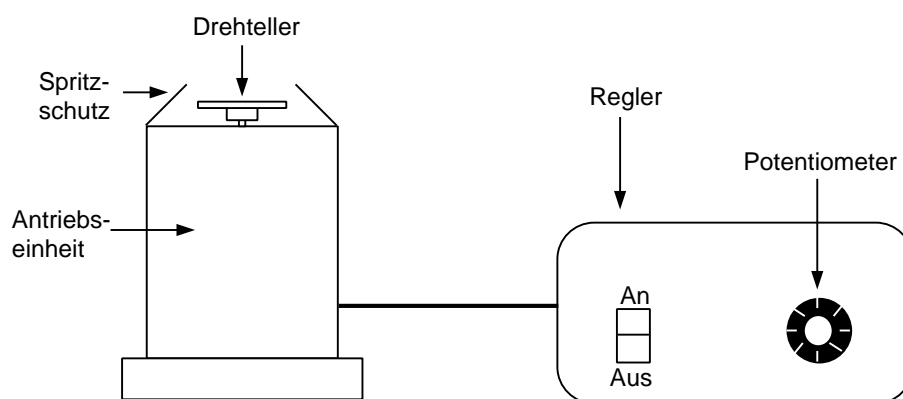 Drehteller
Spritz-
schutz
Regler
Potentiometer
Antriebs-
einheit
An
Aus